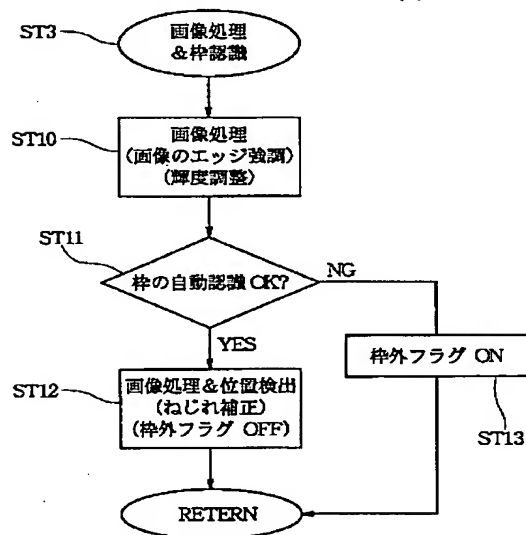 ST3
画像処理
&枠認識
ST10
画像処理
(画像のエッジ強調)
(輝度調整)
ST11
枠の自動認識 OK?
NG
YES
枠外フラグ ON
ST12
画像処理&位置検出
(ねじれ補正)
(枠外フラグ OFF)
ST13
RETERN